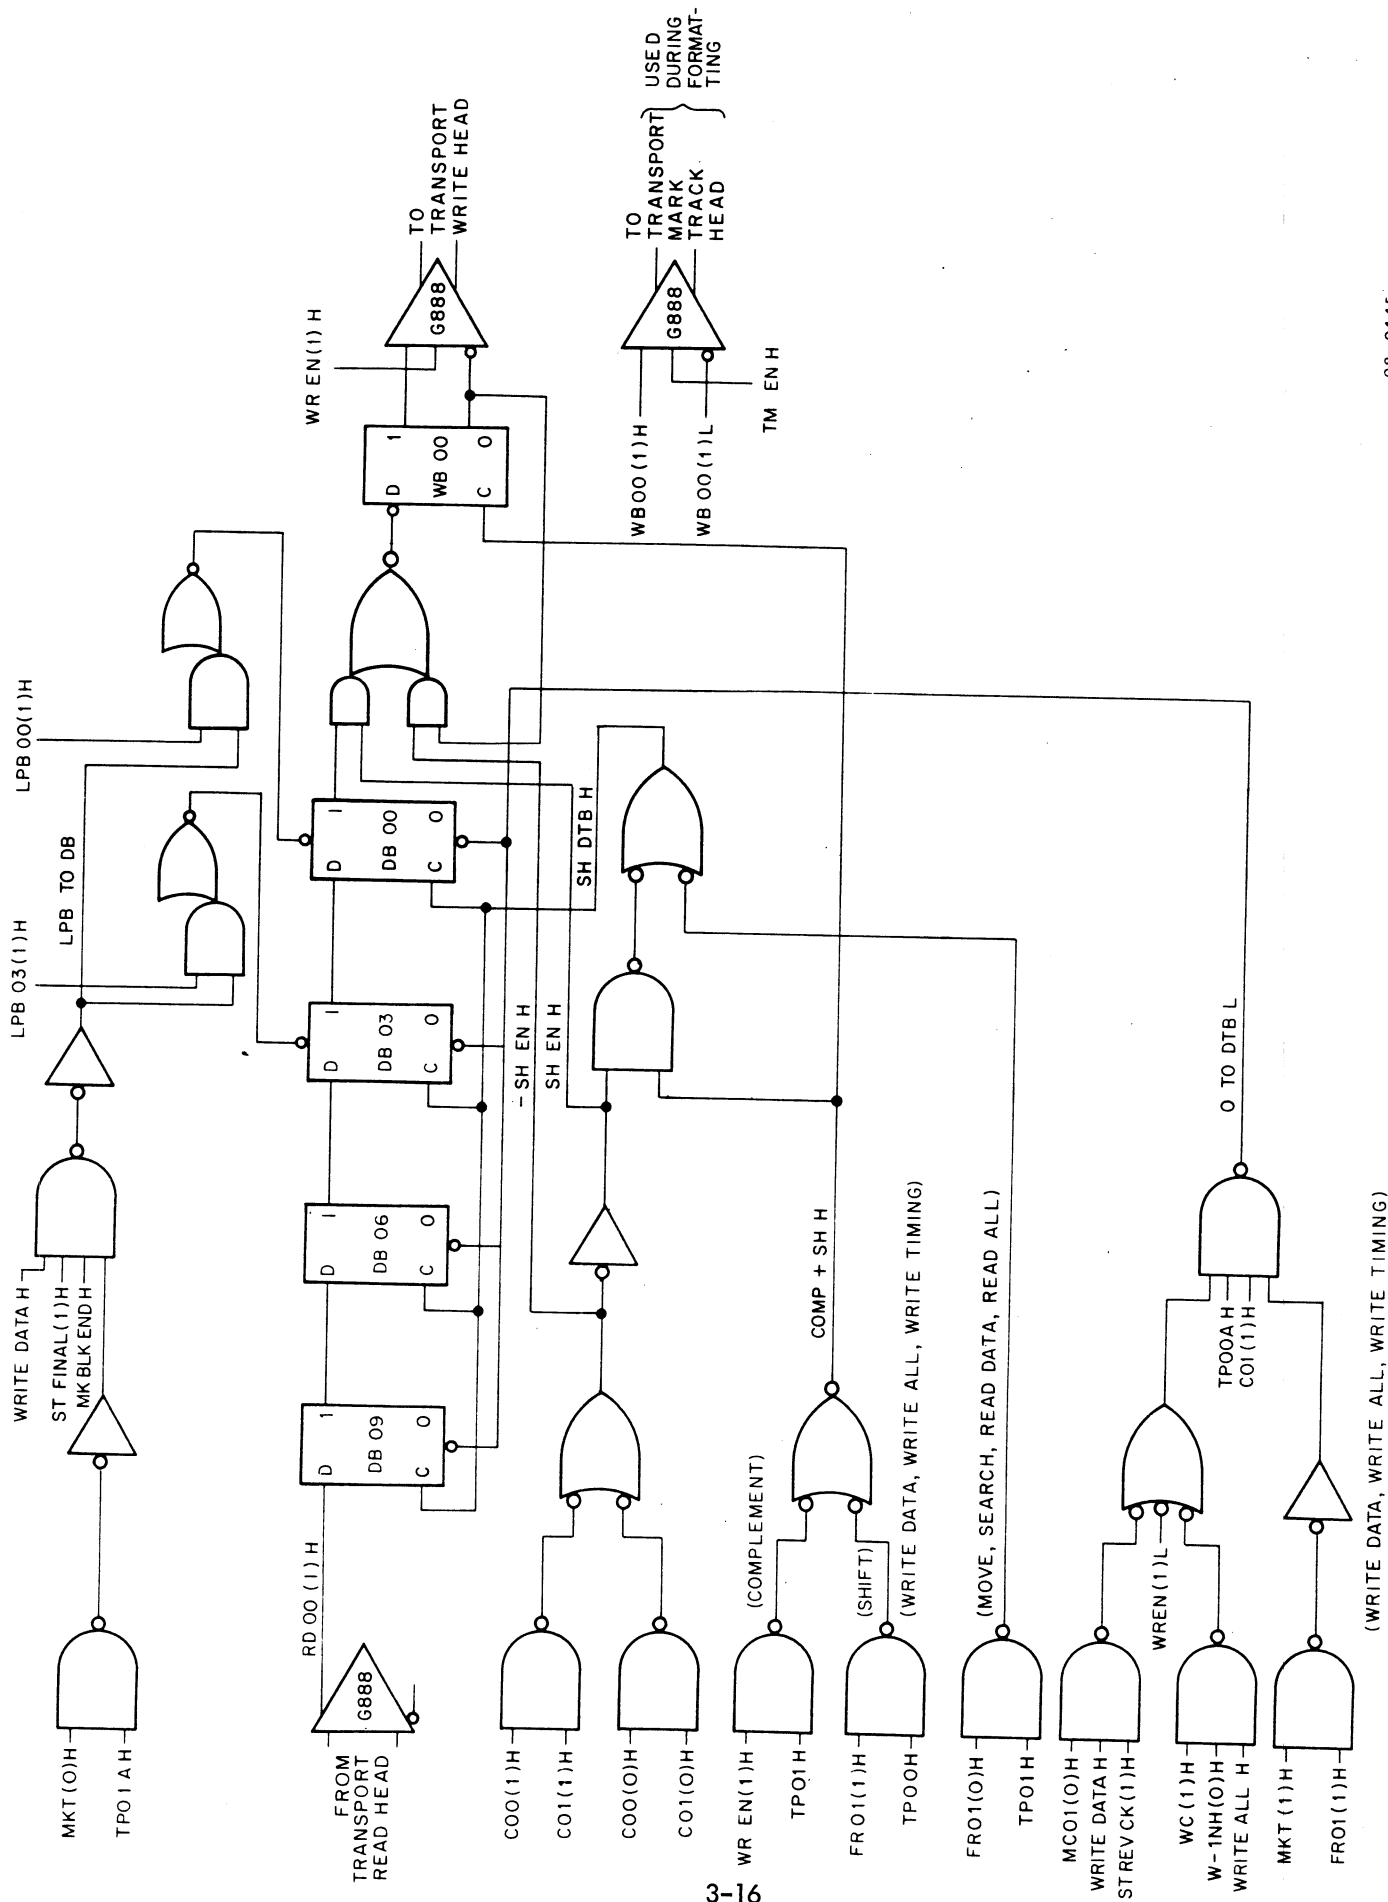 MKT(0)H
TP01A H
WRITE DATA H
ST FINAL(1)H
MK BLK END H
LPB 03(1)H
LPB TO DB
LPB 00(1)H
FROM
TRANSPORT
READ HEAD
G888
RD 00 (1) H
D 1
DB 09
C 0
D 1
DB 06
C 0
D 1
DB 03
C 0
D 1
DB 00
C 0
D 1
WB 00
C 0
WR EN(1) H
G888
TO
TRANSPORT
WRITE HEAD
C00(1)H
C01(1)H
C00(0)H
C01(0)H
- SH EN H
SH EN H
SH DTB H
WB00(1)H
WB 00(1)L
TM EN H
G888
TO
TRANSPORT
MARK
TRACK
HEAD
USED
DURING
FORMAT-
TING
WR EN(1)H
TP01H
(COMPLEMENT)
FR01(1)H
TP00H
(SHIFT)
(WRITE DATA, WRITE ALL, WRITE TIMING)
COMP + SH H
FR01(0)H
TP01H
(MOVE, SEARCH, READ DATA, READ ALL)
MC01(0)H
WRITE DATA H
ST REV CK(1)H
WREN(1)L
WC (1)H
W-1NH(0)H
WRITE ALL H
TP00A H
C01(1)H
0 TO DTB L
MKT (1)H
FR01(1)H
(WRITE DATA, WRITE ALL, WRITE TIMING)
3-16